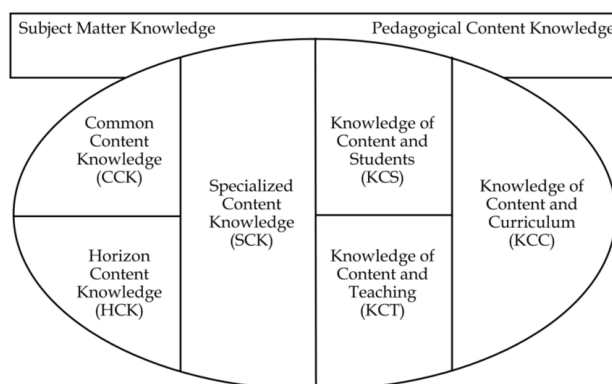 Subject Matter Knowledge
Pedagogical Content Knowledge
Common
Content
Knowledge
(CCK)
Horizon
Content
Knowledge
(HCK)
Specialized
Content
Knowledge
(SCK)
Knowledge of
Content and
Students
(KCS)
Knowledge of
Content and
Teaching
(KCT)
Knowledge of
Content and
Curriculum
(KCC)